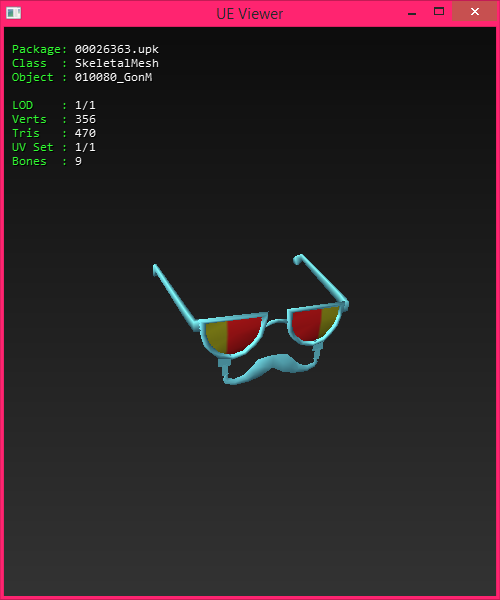 UE Viewer
Package: 00026363.upk
Class  : SkeletalMesh
Object : 010080_GonM
LOD    : 1/1
Verts  : 356
Tris   : 470
UV Set : 1/1
Bones  : 9